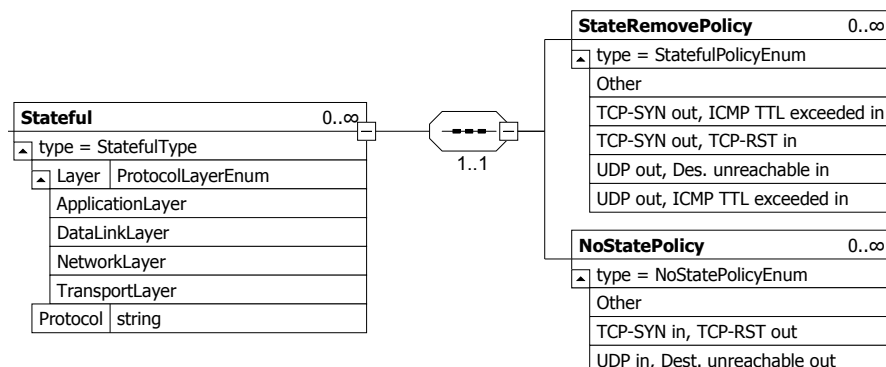 StateRemovePolicy 0..∞
type = StatefulPolicyEnum
Other
TCP-SYN out, ICMP TTL exceeded in
TCP-SYN out, TCP-RST in
UDP out, Des. unreachable in
UDP out, ICMP TTL exceeded in
Stateful 0..∞
type = StatefulType
Layer ProtocolLayerEnum
ApplicationLayer
DataLinkLayer
NetworkLayer
TransportLayer
Protocol string
1..1
NoStatePolicy 0..∞
type = NoStatePolicyEnum
Other
TCP-SYN in, TCP-RST out
UDP in, Dest. unreachable out